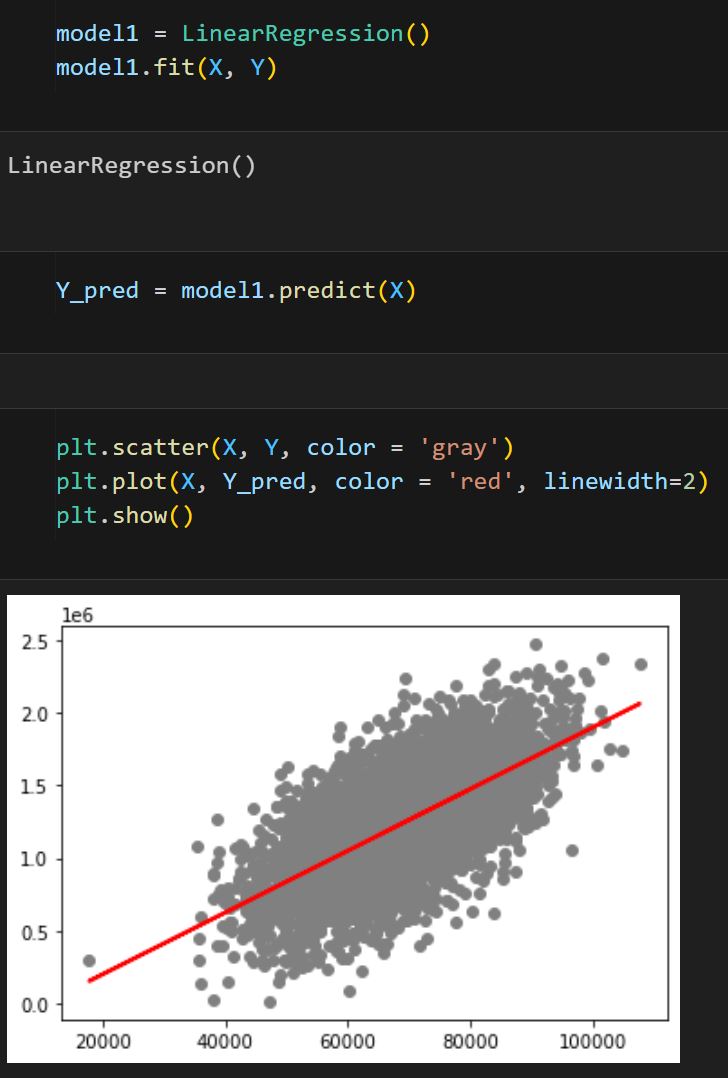 model1 = LinearRegression()
model1.fit(X, Y)
LinearRegression()
Y_pred = model1.predict(X)
plt.scatter(X, Y, color = 'gray')
plt.plot(X, Y_pred, color = 'red', linewidth=2)
plt.show()
1e6
2.5
2.0
1.5
1.0
0.5
0.0
20000 40000 60000 80000 100000